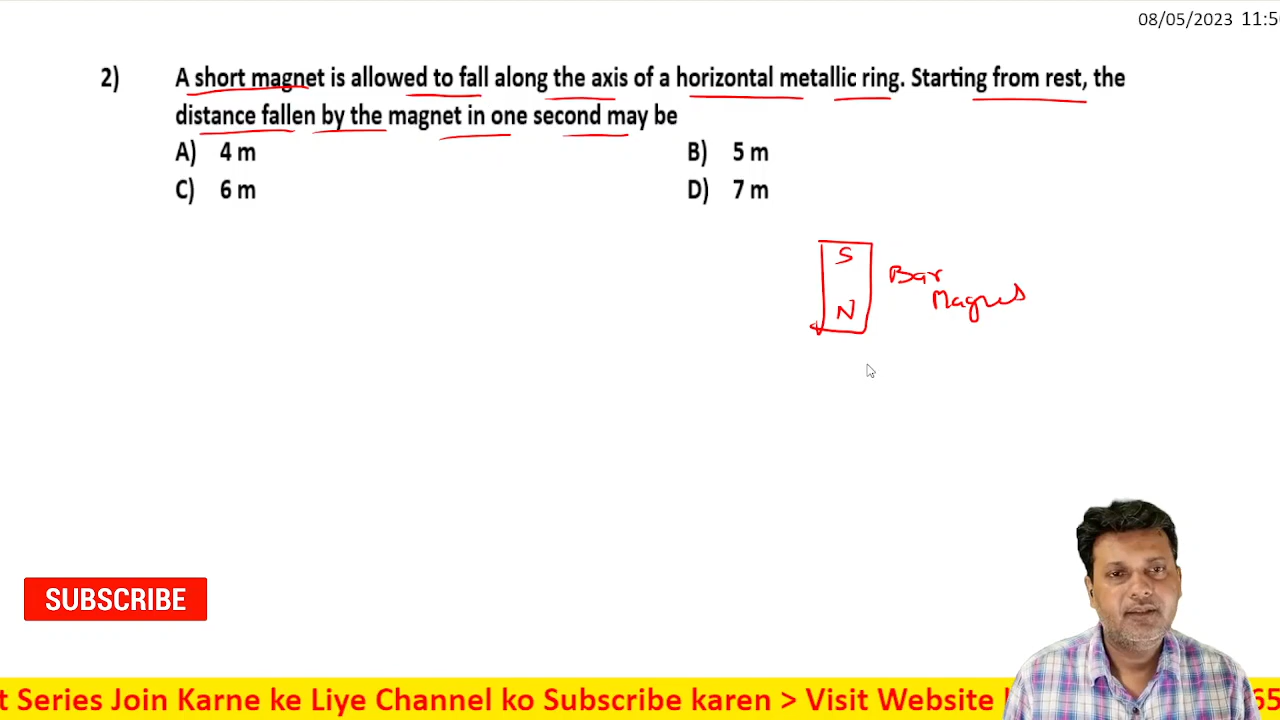 08/05/2023 11:5
2) A short magnet is allowed to fall along the axis of a horizontal metallic ring. Starting from rest, the
distance fallen by the magnet in one second may be
A) 4 m B) 5 m
C) 6 m D) 7 m
S
Bar
Magnet
N
SUBSCRIBE
t Series Join Karne ke Liye Channel ko Subscribe karen > Visit Website
65